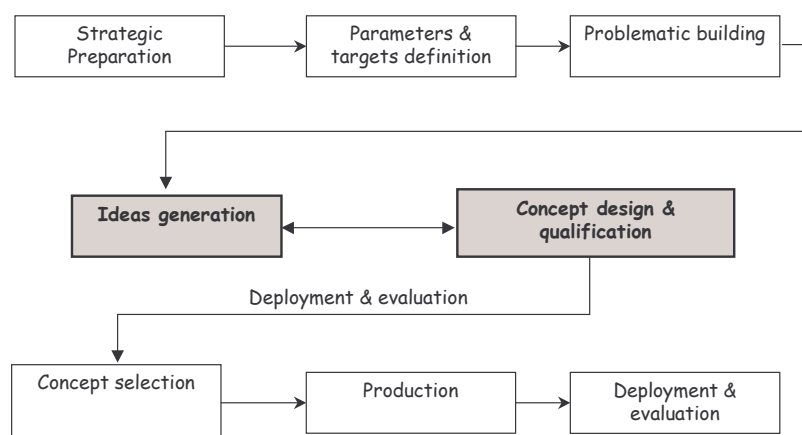 Strategic
Preparation
Parameters &
targets definition
Problematic building
Ideas generation
Concept design &
qualification
Deployment & evaluation
Concept selection
Production
Deployment &
evaluation